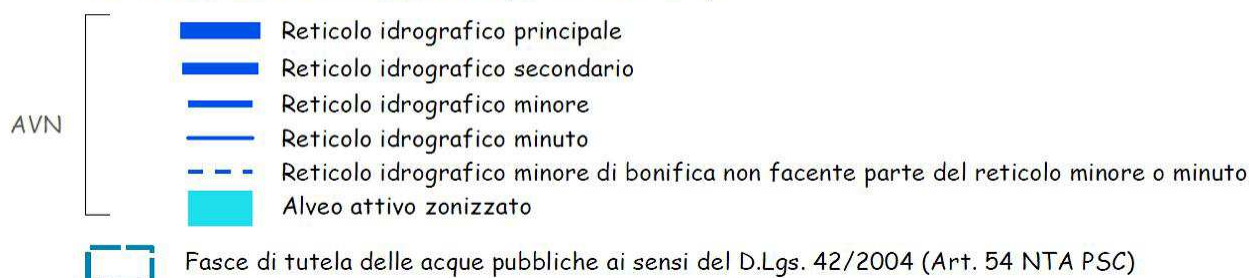 Reticolo idrografico principale
Reticolo idrografico secondario
Reticolo idrografico minore
AVN
Reticolo idrografico minuto
Reticolo idrografico minore di bonifica non facente parte del reticolo minore o minuto
Alveo attivo zonizzato
Fasce di tutela delle acque pubbliche ai sensi del D.Lgs. 42/2004 (Art. 54 NTA PSC)